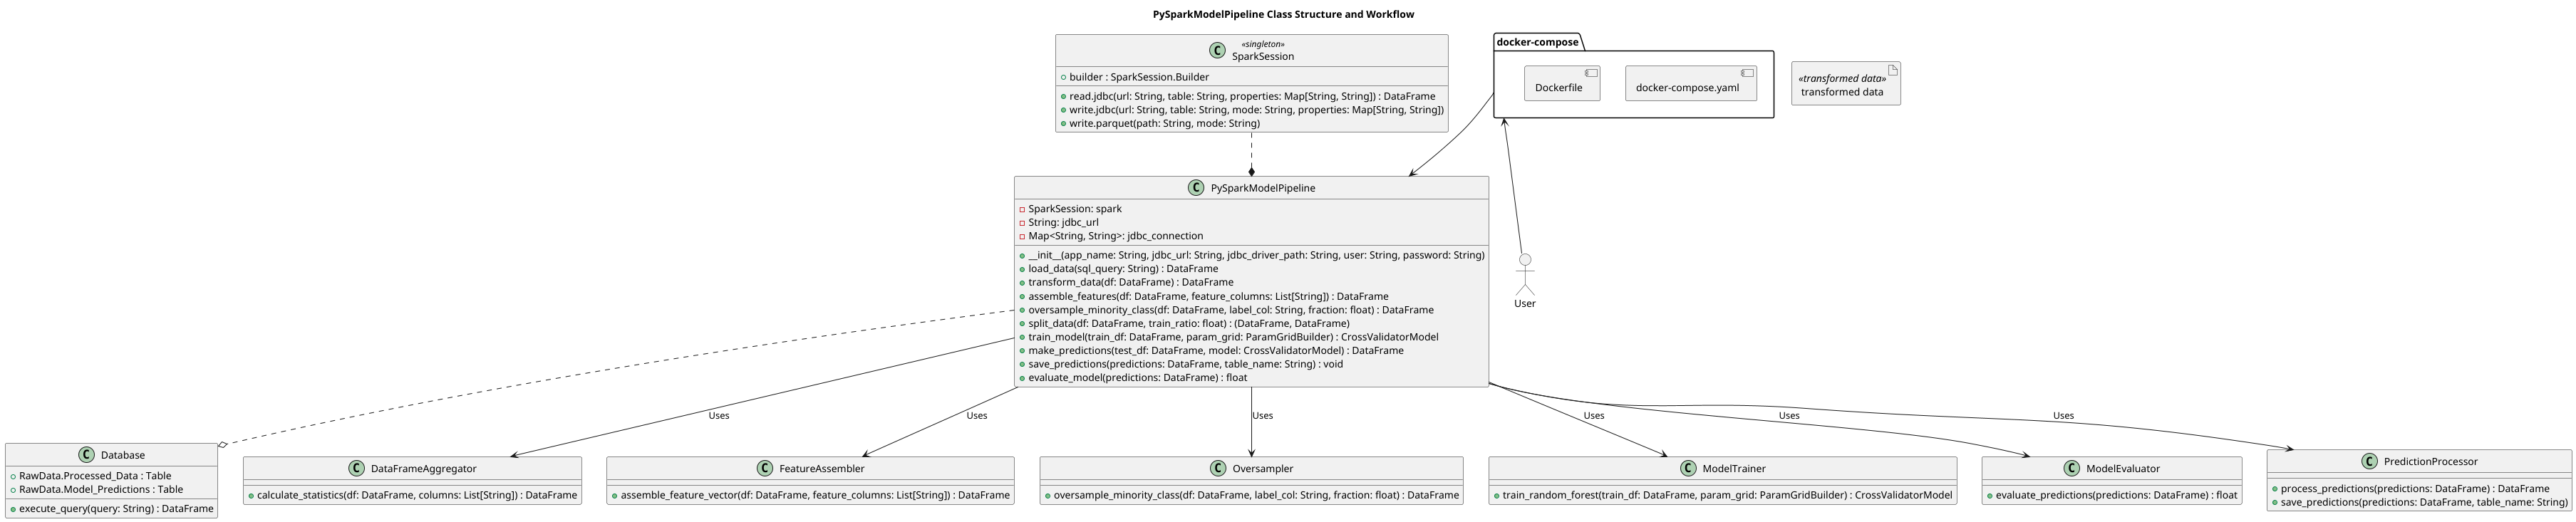 PySparkModelPipeline Class Structure and Workflow
«singleton»
SparkSession
builder : SparkSession.Builder
read.jdbc(url: String, table: String, properties: Map[String, String]) : DataFrame
write.jdbc(url: String, table: String, mode: String, properties: Map[String, String])
write.parquet(path: String, mode: String)
docker-compose
Dockerfile
docker-compose.yaml
«transformed data»
transformed data
PySparkModelPipeline
SparkSession: spark
String: jdbc_url
Map<String, String>: jdbc_connection
__init__(app_name: String, jdbc_url: String, jdbc_driver_path: String, user: String, password: String)
load_data(sql_query: String) : DataFrame
transform_data(df: DataFrame) : DataFrame
assemble_features(df: DataFrame, feature_columns: List[String]) : DataFrame
oversample_minority_class(df: DataFrame, label_col: String, fraction: float) : DataFrame
split_data(df: DataFrame, train_ratio: float) : (DataFrame, DataFrame)
train_model(train_df: DataFrame, param_grid: ParamGridBuilder) : CrossValidatorModel
make_predictions(test_df: DataFrame, model: CrossValidatorModel) : DataFrame
save_predictions(predictions: DataFrame, table_name: String) : void
evaluate_model(predictions: DataFrame) : float
User
Uses
Uses
Uses
Uses
Uses
Uses
Database
RawData.Processed_Data : Table
RawData.Model_Predictions : Table
execute_query(query: String) : DataFrame
DataFrameAggregator
calculate_statistics(df: DataFrame, columns: List[String]) : DataFrame
FeatureAssembler
assemble_feature_vector(df: DataFrame, feature_columns: List[String]) : DataFrame
Oversampler
oversample_minority_class(df: DataFrame, label_col: String, fraction: float) : DataFrame
ModelTrainer
train_random_forest(train_df: DataFrame, param_grid: ParamGridBuilder) : CrossValidatorModel
ModelEvaluator
evaluate_predictions(predictions: DataFrame) : float
PredictionProcessor
process_predictions(predictions: DataFrame) : DataFrame
save_predictions(predictions: DataFrame, table_name: String)